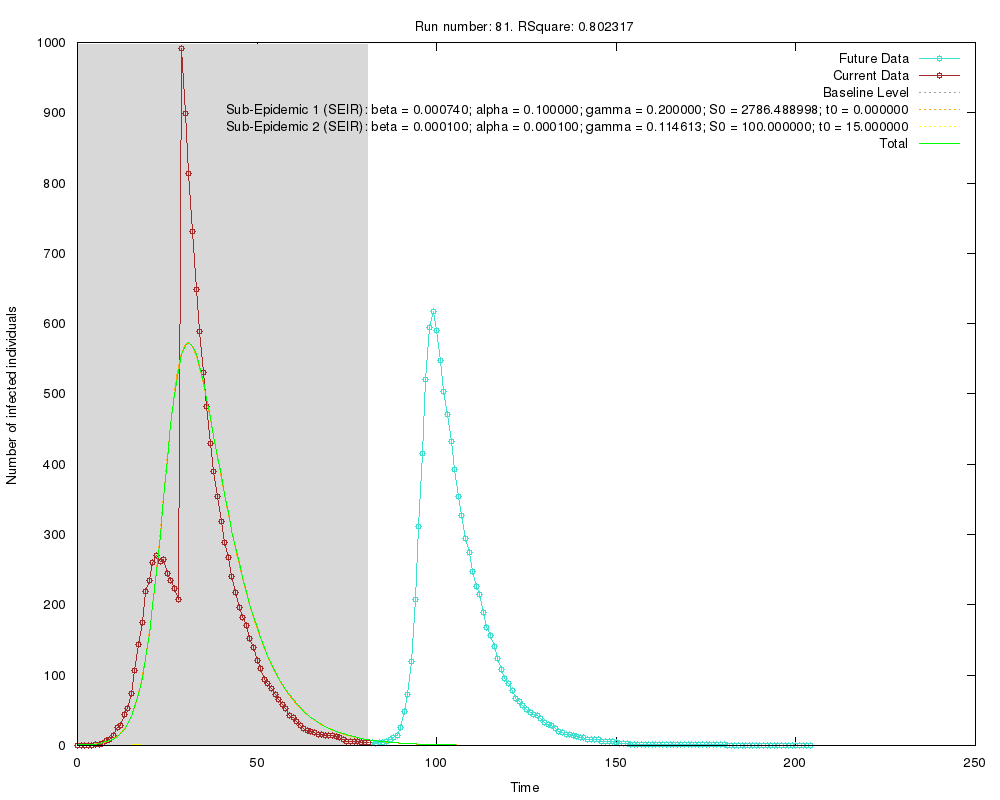 Run number: 81. RSquare: 0.802317
1000
900
800
700
600
500
400
300
200
100
0
Number of infected individuals
Future Data
Current Data
Baseline Level
Sub-Epidemic 1 (SEIR): beta = 0.000740; alpha = 0.100000; gamma = 0.200000; S0 = 2786.488998; t0 = 0.000000
Sub-Epidemic 2 (SEIR): beta = 0.000100; alpha = 0.000100; gamma = 0.114613; S0 = 100.000000; t0 = 15.000000
Total
0
50
100
150
200
250
Time